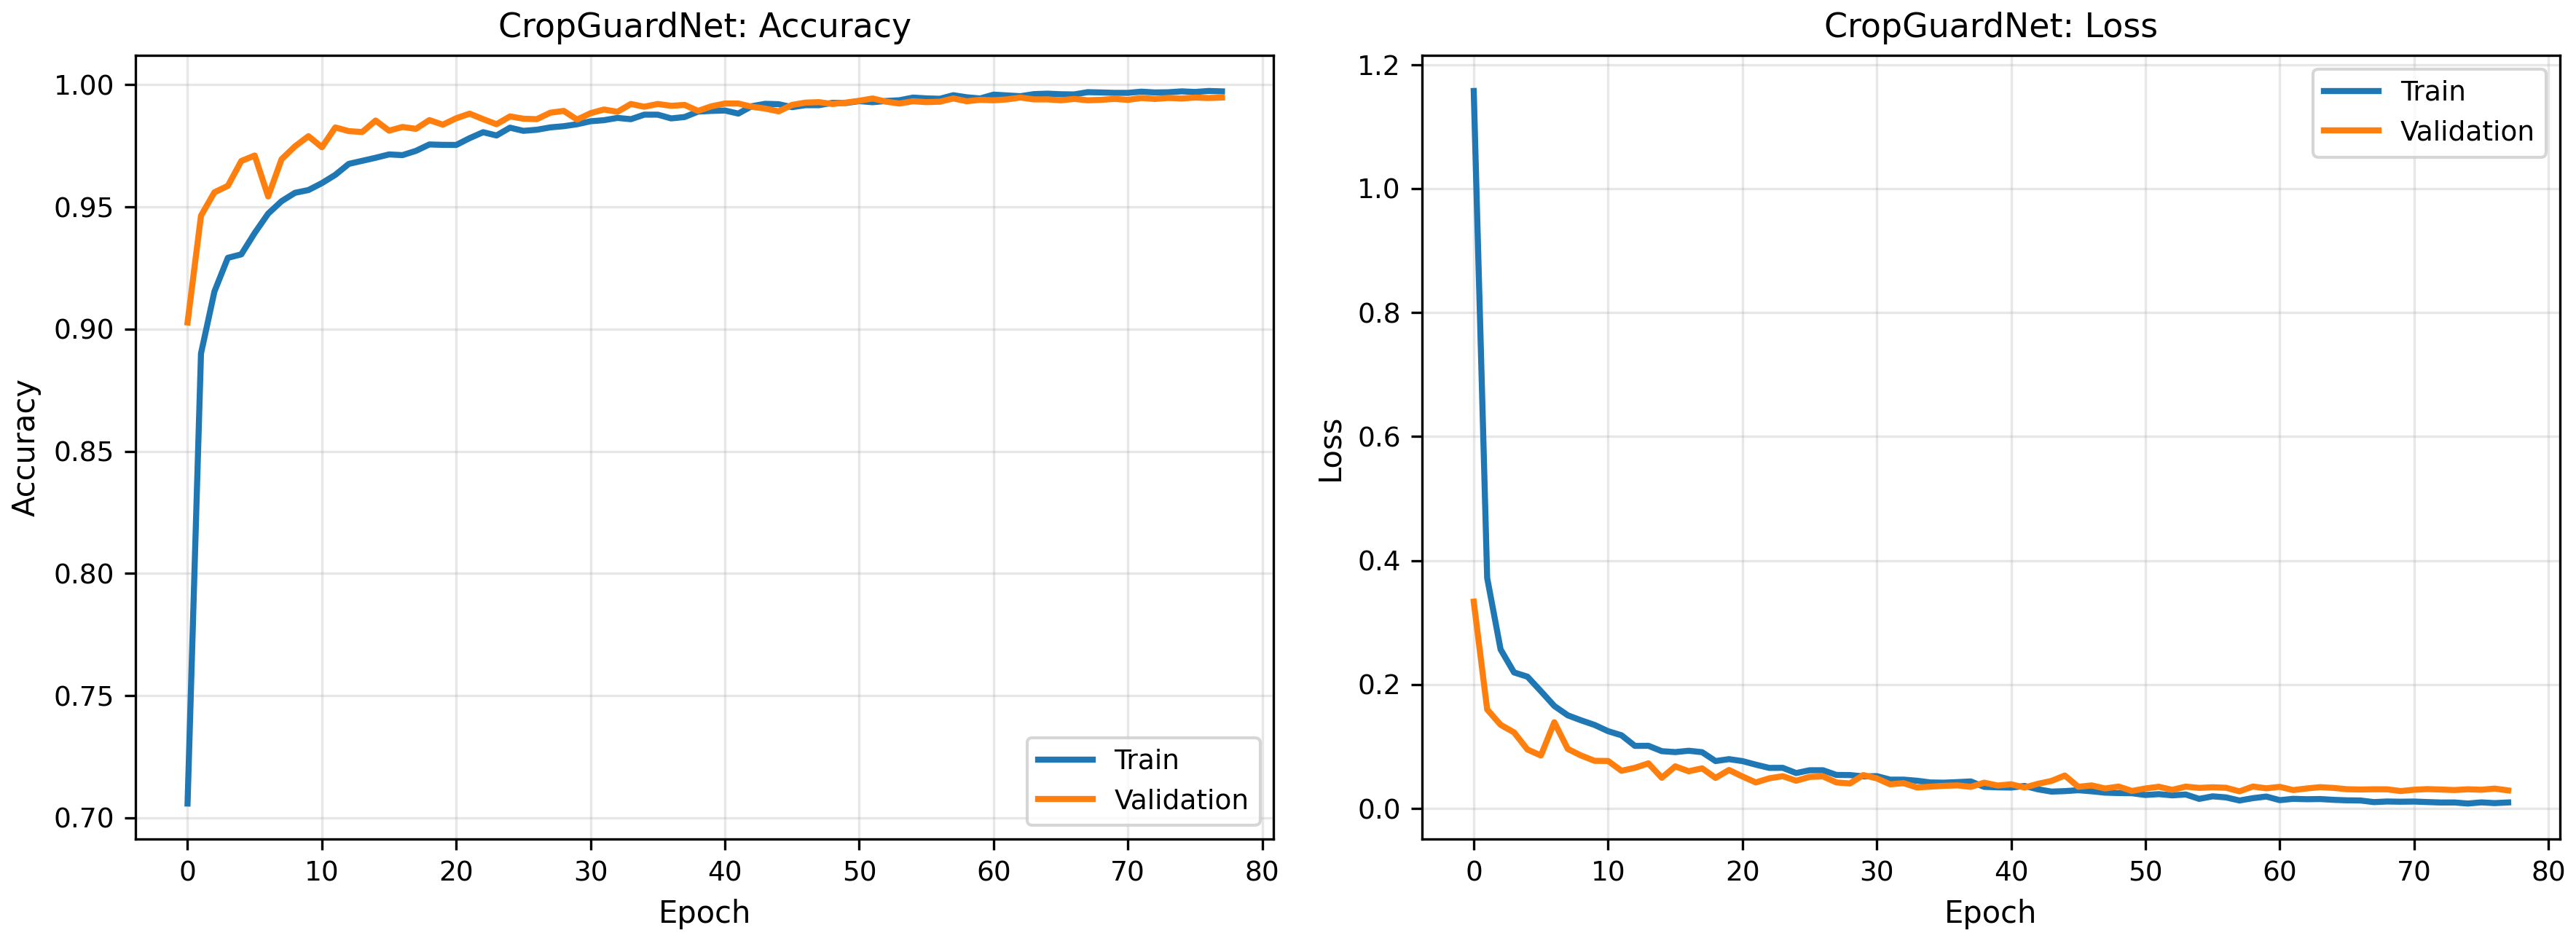 CropGuardNet: Accuracy
1.00
0.95
0.90
0.85
0.80
0.75
0.70
Accuracy
Train
Validation
0 10 20 30 40 50 60 70 80
Epoch
CropGuardNet: Loss
1.2
1.0
0.8
0.6
0.4
0.2
0.0
Loss
Train
Validation
0 10 20 30 40 50 60 70 80
Epoch